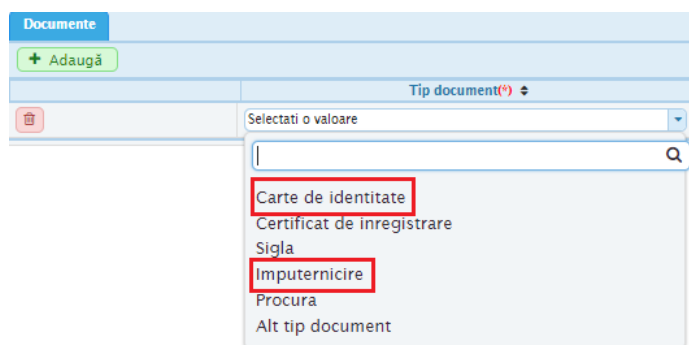 Documente
+ Adaugă
Tip document(*)
Selectati o valoare
Carte de identitate
Certificat de inregistrare
Sigla
Imputernicire
Procura
Alt tip document